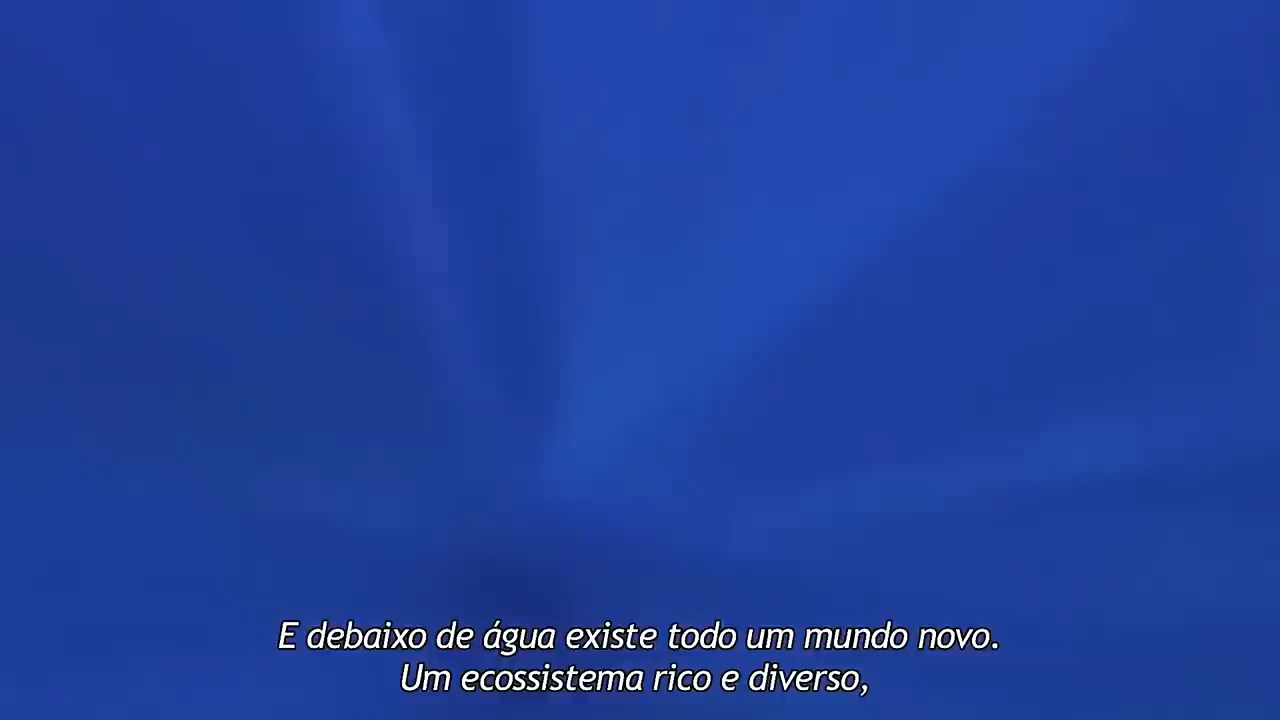 E debaixo de água existe todo um mundo novo.
Um ecossistema rico e diverso,